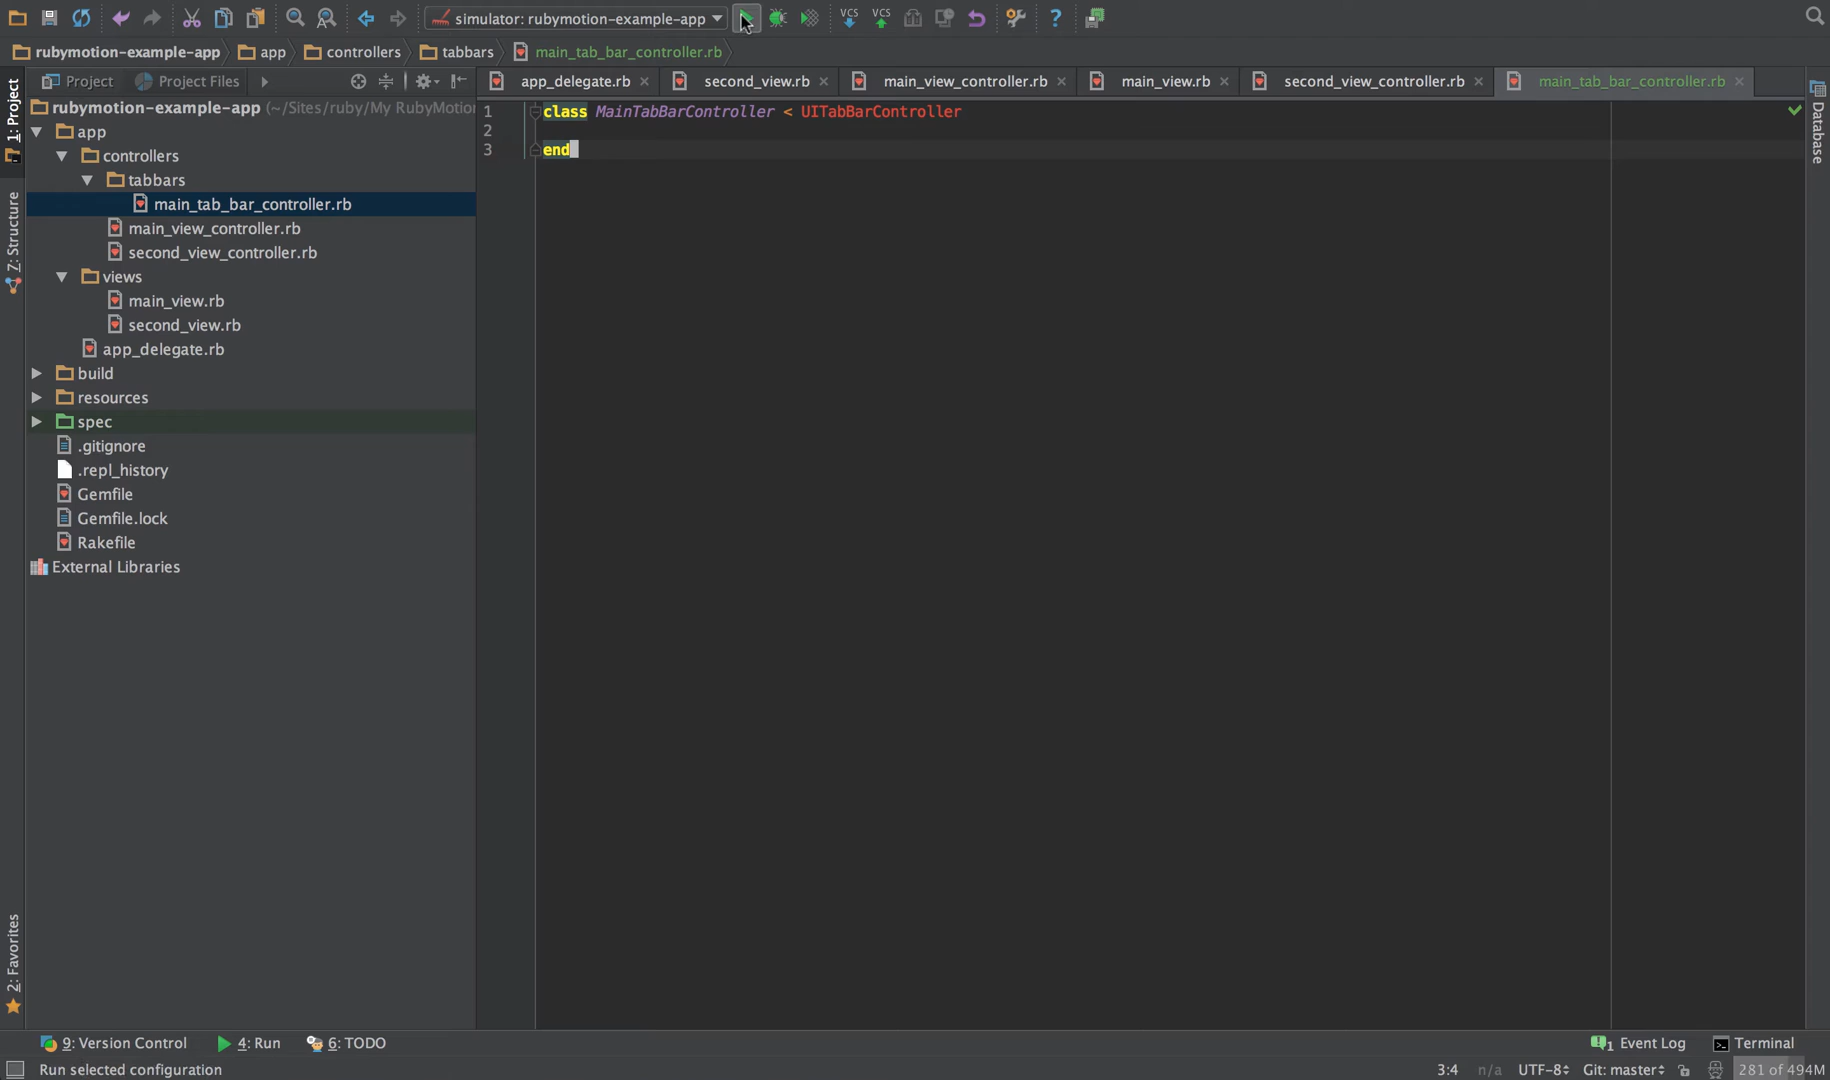 simulator: rubymotion-example-app
VCS VCS
rubymotion-example-app app controllers tabbars main_tab_bar_controller.rb
1: Project
Project Project Files
app_delegate.rb second_view.rb main_view_controller.rb main_view.rb second_view_controller.rb main_tab_bar_controller.rb
Database
rubymotion-example-app (~/Sites/ruby/My RubyMotion
app
controllers
tabbars
main_tab_bar_controller.rb
main_view_controller.rb
second_view_controller.rb
views
main_view.rb
second_view.rb
app_delegate.rb
build
resources
spec
.gitignore
.repl_history
Gemfile
Gemfile.lock
Rakefile
External Libraries
Z: Structure
2: Favorites
1 class MainTabBarController < UITabBarController
2
3 end
9: Version Control 4: Run 6: TODO
1 Event Log Terminal
Run selected configuration
3:4 n/a UTF-8 Git: master 281 of 494M